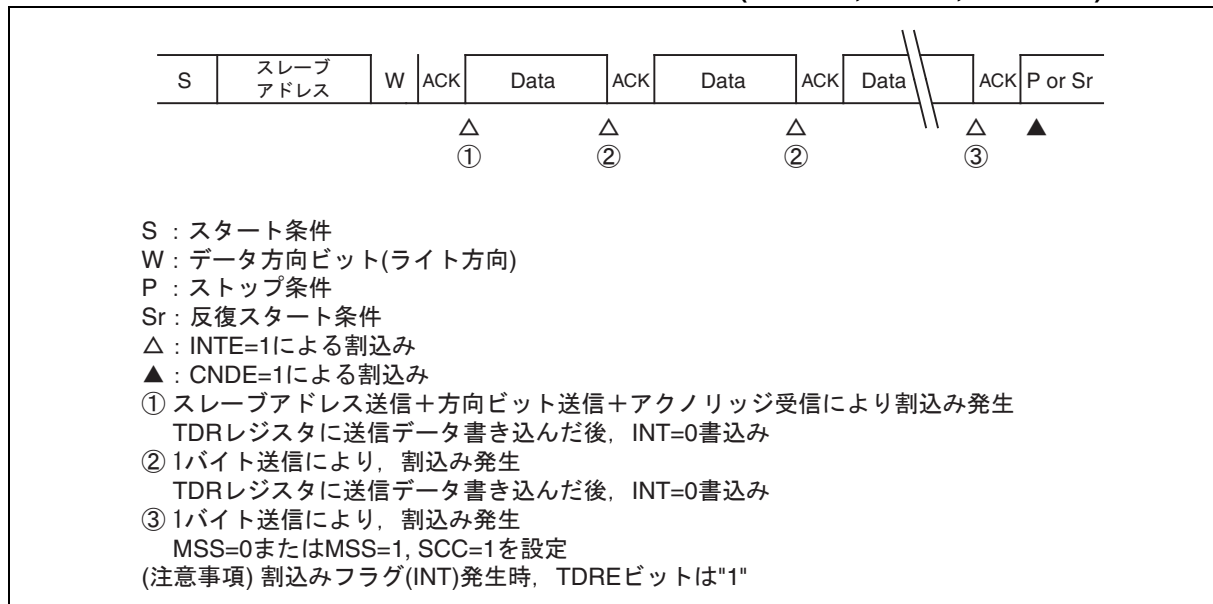 S スレーブ アドレス W ACK Data ACK Data ACK Data ACK P or Sr
△ △ △ △ ▲
① ② ② ③
S : スタート条件
W : データ方向ビット(ライト方向)
P : ストップ条件
Sr : 反復スタート条件
△ : INTE=1による割込み
▲ : CNDE=1による割込み
① スレーブアドレス送信+方向ビット送信+アクノリッジ受信により割込み発生
TDRレジスタに送信データ書き込んだ後, INT=0書込み
② 1バイト送信により, 割込み発生
TDRレジスタに送信データ書き込んだ後, INT=0書込み
③ 1バイト送信により, 割込み発生
MSS=0またはMSS=1, SCC=1を設定
(注意事項) 割込みフラグ(INT)発生時, TDREビットは"1"